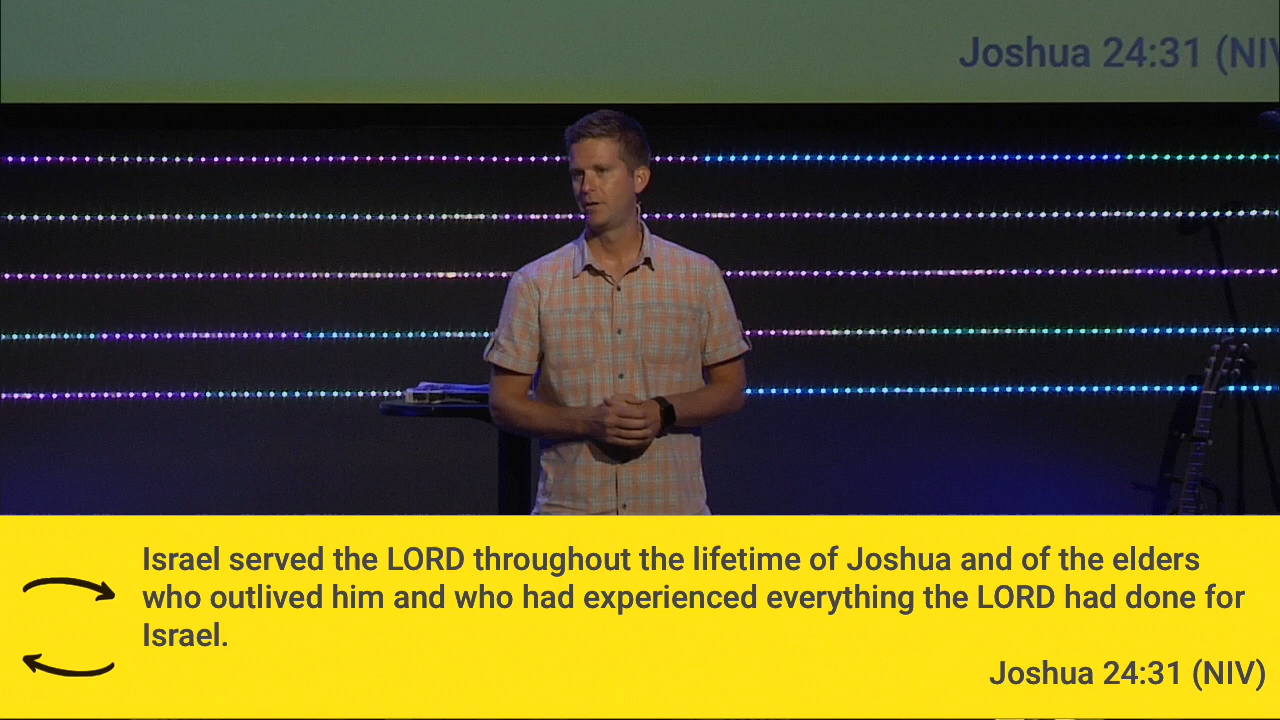 Joshua 24:31 (NIV
Israel served the LORD throughout the lifetime of Joshua and of the elders
who outlived him and who had experienced everything the LORD had done for
Israel.
Joshua 24:31 (NIV)